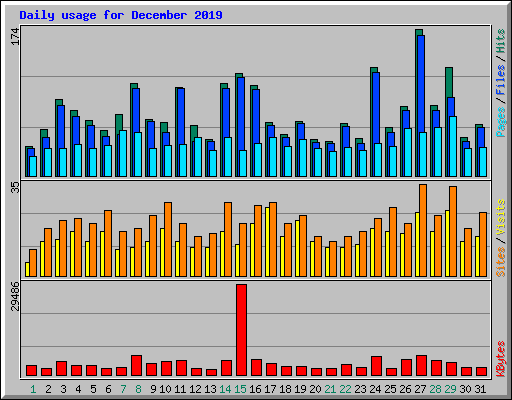 Daily usage for December 2019
174
Pages / Files / Hits
35
Sites / Visits
29486
KBytes
1 2 3 4 5 6 7 8 9 10 11 12 13 14 15 16 17 18 19 20 21 22 23 24 25 26 27 28 29 30 31